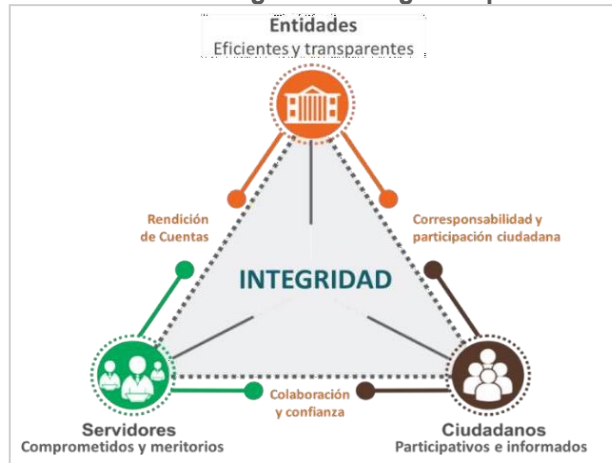 Entidades
Eficientes y transparentes
Rendición
de Cuentas
Corresponsabilidad y
participación ciudadana
INTEGRIDAD
Colaboración
y confianza
Servidores
Comprometidos y meritorios
Ciudadanos
Participativos e informados